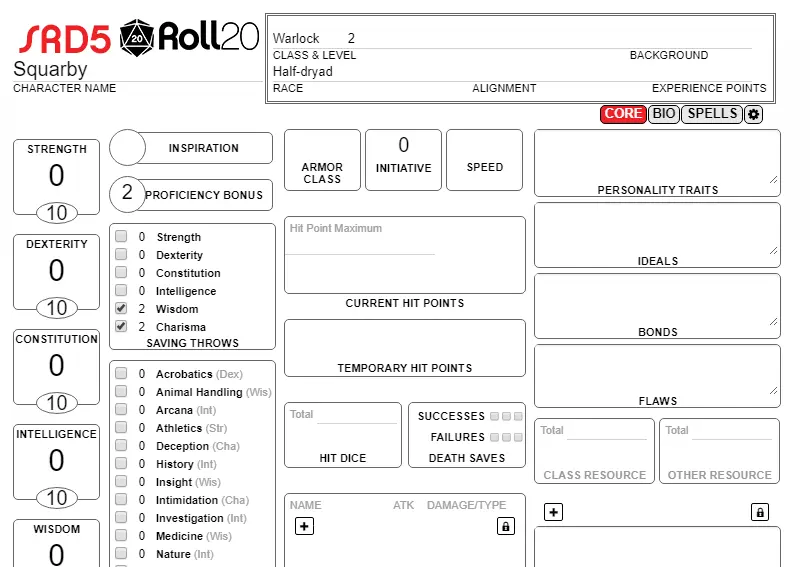 SRD5 Roll20
20
Squarby
CHARACTER NAME
Warlock 2
CLASS & LEVEL BACKGROUND
Half-dryad
RACE ALIGNMENT EXPERIENCE POINTS
CORE BIO SPELLS
STRENGTH
0
10
DEXTERITY
0
10
CONSTITUTION
0
10
INTELLIGENCE
0
10
WISDOM
0
INSPIRATION
2 PROFICIENCY BONUS
0 Strength
0 Dexterity
0 Constitution
0 Intelligence
2 Wisdom
2 Charisma
SAVING THROWS
0 Acrobatics (Dex)
0 Animal Handling (Wis)
0 Arcana (Int)
0 Athletics (Str)
0 Deception (Cha)
0 History (Int)
0 Insight (Wis)
0 Intimidation (Cha)
0 Investigation (Int)
0 Medicine (Wis)
0 Nature (Int)
ARMOR
CLASS
0
INITIATIVE
SPEED
Hit Point Maximum
CURRENT HIT POINTS
TEMPORARY HIT POINTS
Total
HIT DICE
SUCCESSES
FAILURES
DEATH SAVES
NAME ATK DAMAGE/TYPE
+
PERSONALITY TRAITS
IDEALS
BONDS
FLAWS
Total
CLASS RESOURCE
Total
OTHER RESOURCE
+